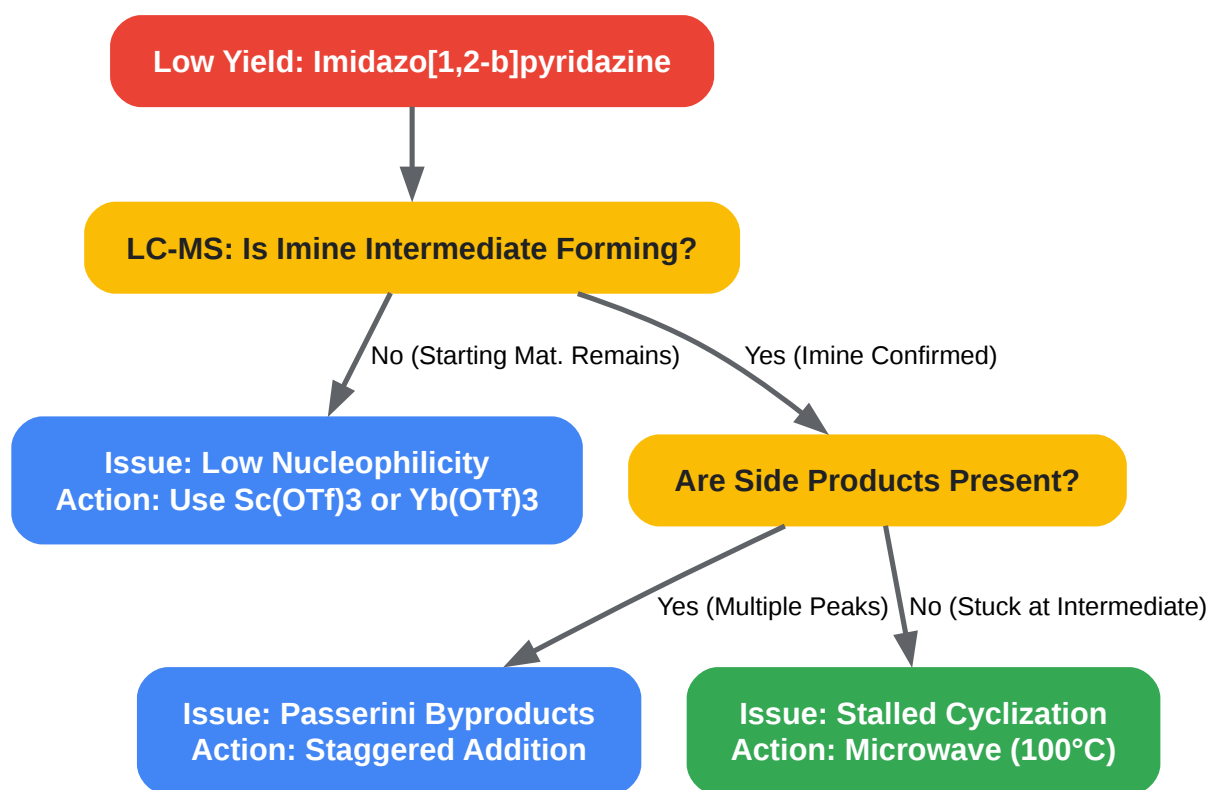 Low Yield: Imidazo[1,2-b]pyridazine
LC-MS: Is Imine Intermediate Forming?
No (Starting Mat. Remains)
Yes (Imine Confirmed)
Issue: Low Nucleophilicity
Action: Use Sc(OTf)3 or Yb(OTf)3
Are Side Products Present?
Yes (Multiple Peaks)
No (Stuck at Intermediate)
Issue: Passerini Byproducts
Action: Staggered Addition
Issue: Stalled Cyclization
Action: Microwave (100°C)